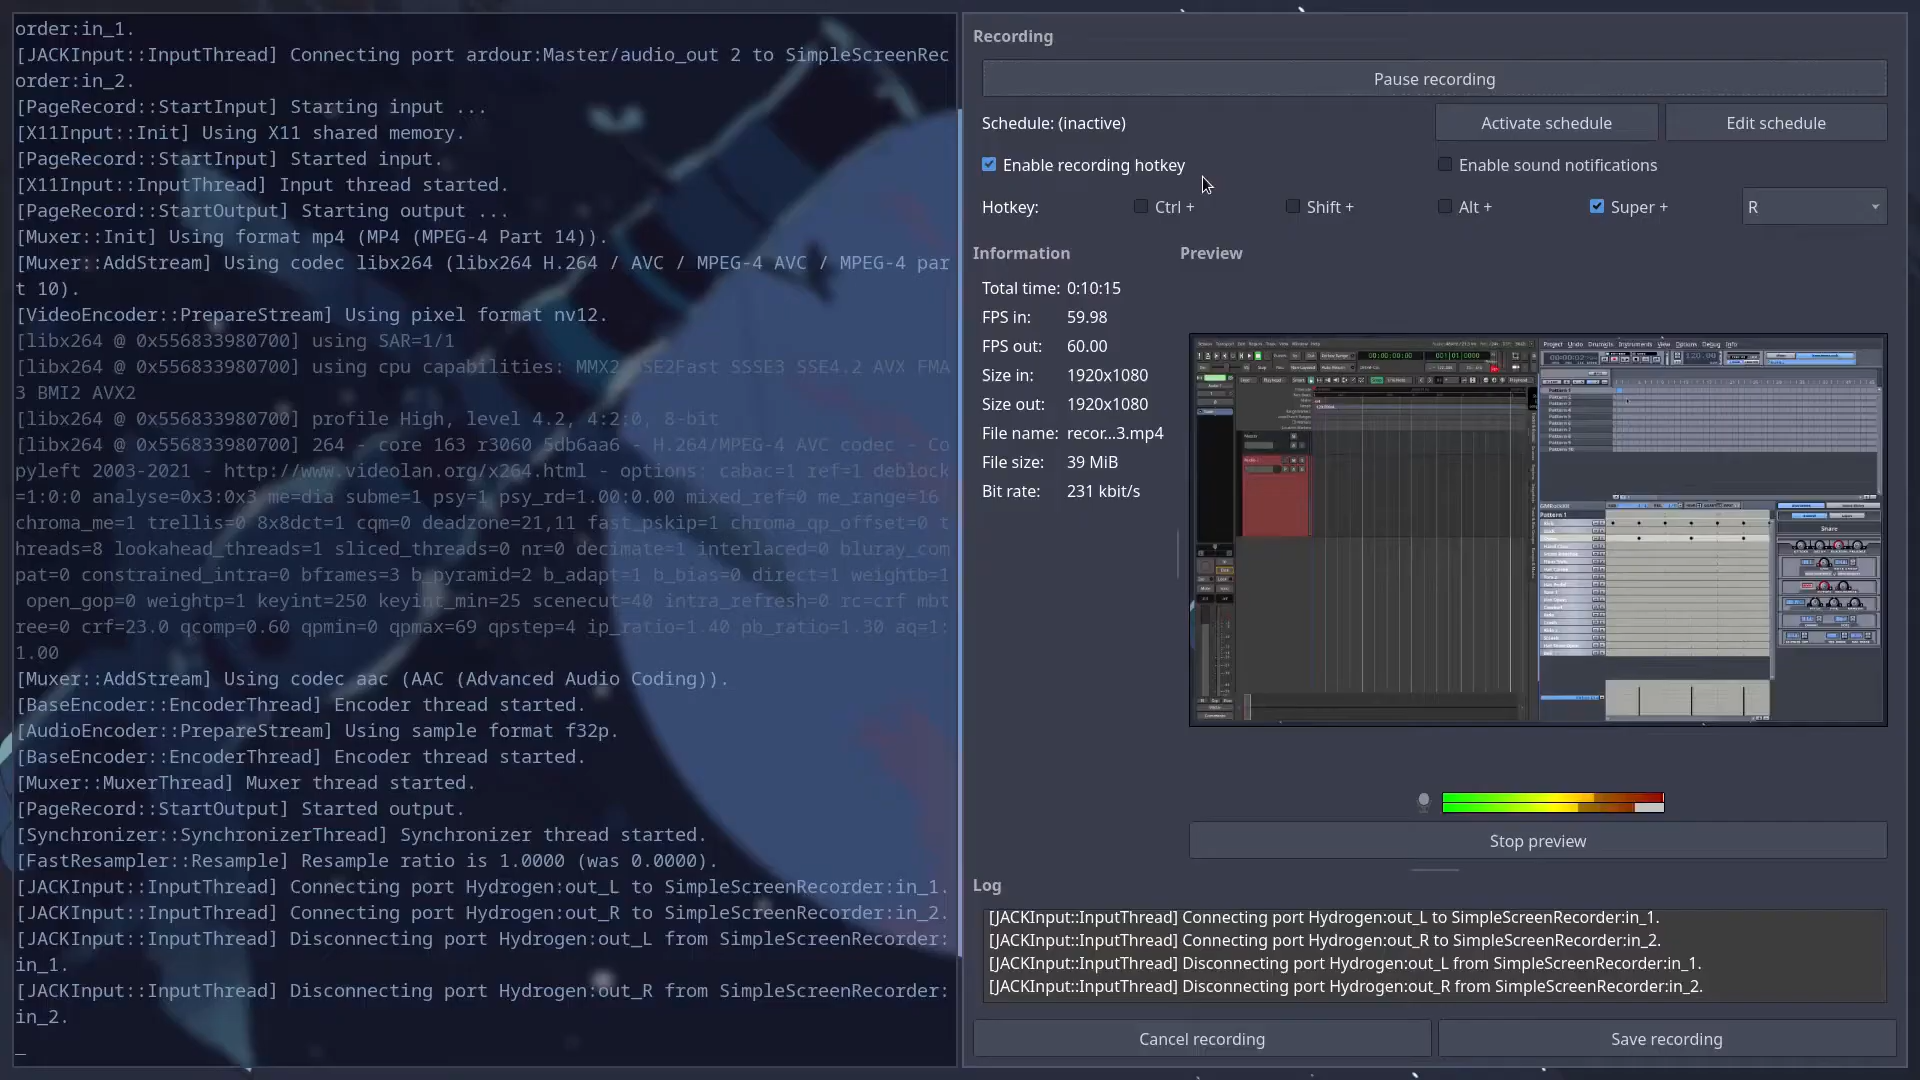 order:in_1.
[JACKInput::InputThread] Connecting port ardour:Master/audio_out 2 to SimpleScreenRec
order:in_2.
[PageRecord::StartInput] Starting input ...
[X11Input::Init] Using X11 shared memory.
[PageRecord::StartInput] Started input.
[X11Input::InputThread] Input thread started.
[PageRecord::StartOutput] Starting output ...
[Muxer::Init] Using format mp4 (MP4 (MPEG-4 Part 14)).
[Muxer::AddStream] Using codec libx264 (libx264 H.264 / AVC / MPEG-4 AVC / MPEG-4 par
t 10).
[VideoEncoder::PrepareStream] Using pixel format nv12.
[libx264 @ 0x556833980700] using SAR=1/1
[libx264 @ 0x556833980700] using cpu capabilities: MMX2 SSE2Fast SSSE3 SSE4.2 AVX FMA
3 BMI2 AVX2
[libx264 @ 0x556833980700] profile High, level 4.2, 4:2:0, 8-bit
[libx264 @ 0x556833980700] 264 - core 163 r3060 5db6aa6 - H.264/MPEG-4 AVC codec - Co
pyleft 2003-2021 - http://www.videolan.org/x264.html - options: cabac=1 ref=1 deblock
=1:0:0 analyse=0x3:0x3 me=dia subme=1 psy=1 psy_rd=1.00:0.00 mixed_ref=0 me_range=16
chroma_me=1 trellis=0 8x8dct=1 cqm=0 deadzone=21,11 fast_pskip=1 chroma_qp_offset=0 t
hreads=8 lookahead_threads=1 sliced_threads=0 nr=0 decimate=1 interlaced=0 bluray_com
pat=0 constrained_intra=0 bframes=3 b_pyramid=2 b_adapt=1 b_bias=0 direct=1 weightb=1
open_gop=0 weightp=1 keyint=250 keyint_min=25 scenecut=40 intra_refresh=0 rc=crf mbt
ree=0 crf=23.0 qcomp=0.60 qpmin=0 qpmax=69 qpstep=4 ip_ratio=1.40 pb_ratio=1.30 aq=1:
1.00
[Muxer::AddStream] Using codec aac (AAC (Advanced Audio Coding)).
[BaseEncoder::EncoderThread] Encoder thread started.
[AudioEncoder::PrepareStream] Using sample format f32p.
[BaseEncoder::EncoderThread] Encoder thread started.
[Muxer::MuxerThread] Muxer thread started.
[PageRecord::StartOutput] Started output.
[Synchronizer::SynchronizerThread] Synchronizer thread started.
[FastResampler::Resample] Resample ratio is 1.0000 (was 0.0000).
[JACKInput::InputThread] Connecting port Hydrogen:out_L to SimpleScreenRecorder:in_1.
[JACKInput::InputThread] Connecting port Hydrogen:out_R to SimpleScreenRecorder:in_2.
[JACKInput::InputThread] Disconnecting port Hydrogen:out_L from SimpleScreenRecorder:
in_1.
[JACKInput::InputThread] Disconnecting port Hydrogen:out_R from SimpleScreenRecorder:
in_2.
Recording
Pause recording
Schedule: (inactive)
Activate schedule
Edit schedule
Enable recording hotkey
Enable sound notifications
Hotkey:
Ctrl +
Shift +
Alt +
Super +
R
Information
Preview
Total time: 0:10:15
FPS in: 59.98
FPS out: 60.00
Size in: 1920x1080
Size out: 1920x1080
File name: recor...3.mp4
File size: 39 MiB
Bit rate: 231 kbit/s
Project Undo Drumkits Instruments View Options Debug Info
Pattern 1
Snare
Stop preview
Log
[JACKInput::InputThread] Connecting port Hydrogen:out_L to SimpleScreenRecorder:in_1.
[JACKInput::InputThread] Connecting port Hydrogen:out_R to SimpleScreenRecorder:in_2.
[JACKInput::InputThread] Disconnecting port Hydrogen:out_L from SimpleScreenRecorder:in_1.
[JACKInput::InputThread] Disconnecting port Hydrogen:out_R from SimpleScreenRecorder:in_2.
Cancel recording
Save recording